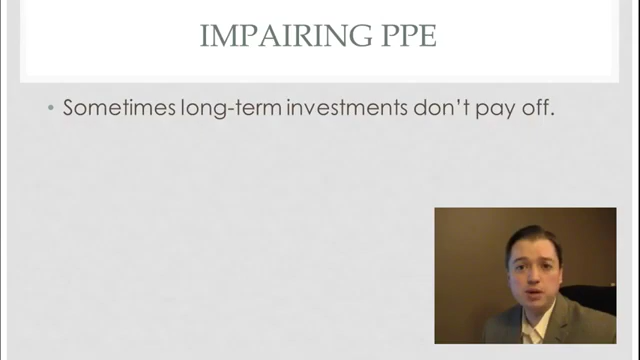 IMPAIRING PPE
• Sometimes long-term investments don't pay off.